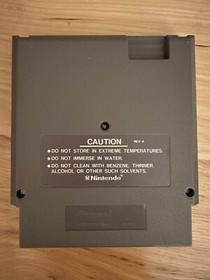 CAUTION REV-A
●DO NOT STORE IN EXTREME TEMPERATURES.
●DO NOT IMMERSE IN WATER.
●DO NOT CLEAN WITH BENZENE, THINNER,
ALCOHOL OR OTHER SUCH SOLVENTS.
Nintendo